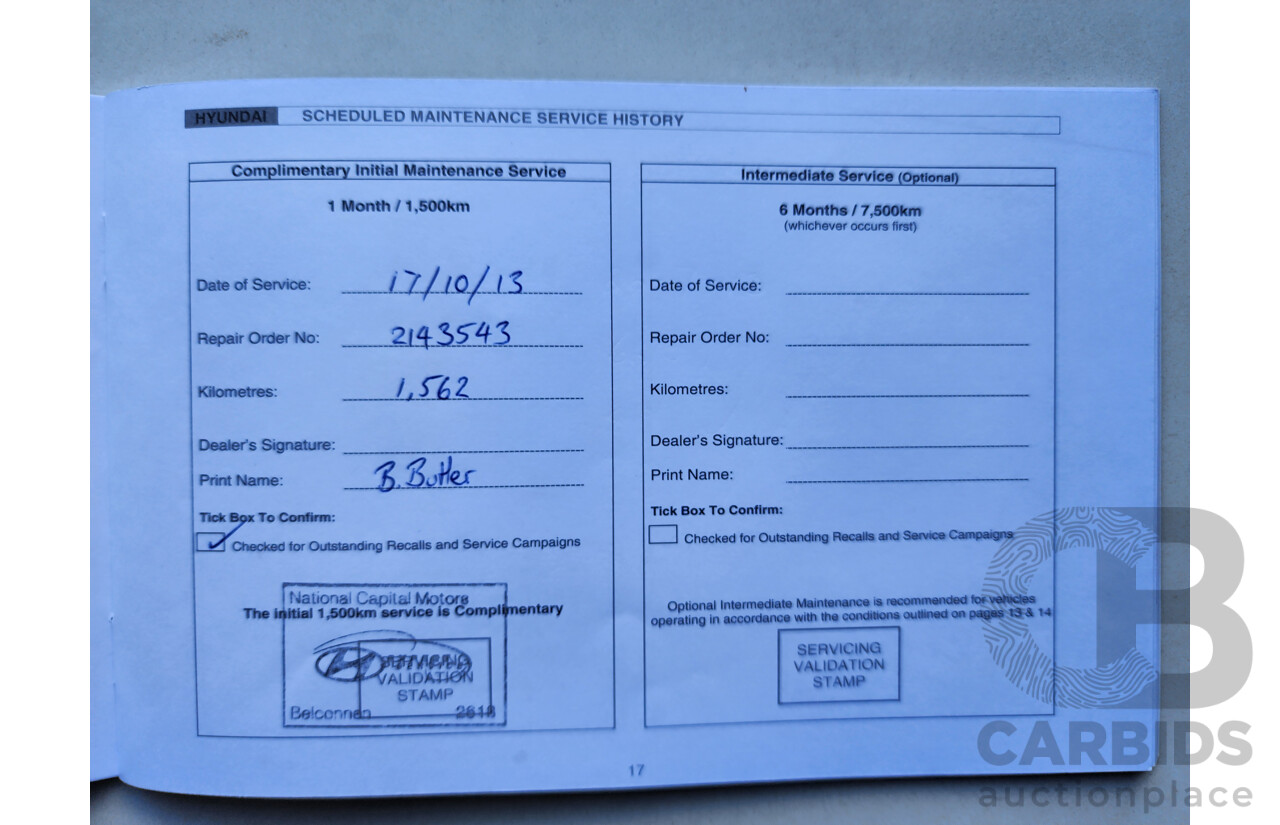 HYUNDAI SCHEDULED MAINTENANCE SERVICE HISTORY
Complimentary Initial Maintenance Service
1 Month / 1,500km
Date of Service: 17/10/13
Repair Order No: 2143543
Kilometres: 1,562
Dealer's Signature:
Print Name: B. Butler
Tick Box To Confirm:
Checked for Outstanding Recalls and Service Campaigns
National Capital Motors
The initial 1,500km service is Complimentary
SERVICING
VALIDATION
STAMP
Belconnen
Intermediate Service (Optional)
6 Months / 7,500km
(whichever occurs first)
Date of Service:
Repair Order No:
Kilometres:
Dealer's Signature:
Print Name:
Tick Box To Confirm:
Checked for Outstanding Recalls and Service Campaigns
Optional Intermediate Maintenance is recommended for vehicles
operating in accordance with the conditions outlined on pages 13 & 14
SERVICING
VALIDATION
STAMP
17
CB
CARBIDS
auctionplace